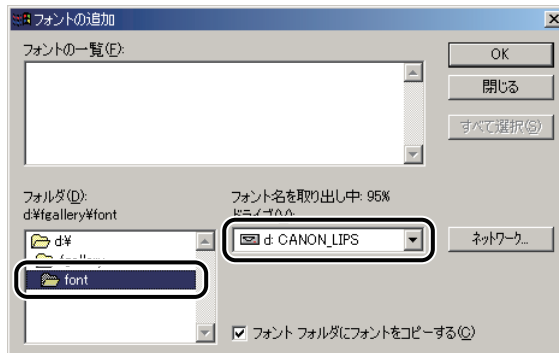 フォントの追加
フォントの一覧(F):
OK
閉じる
すべて選択(S)
フォルダ(D):
d:¥fgallery¥font
フォント名を取り出し中: 95%
d:¥
d: CANON_LIPS
ネットワーク...
font
フォント フォルダにフォントをコピーする(C)